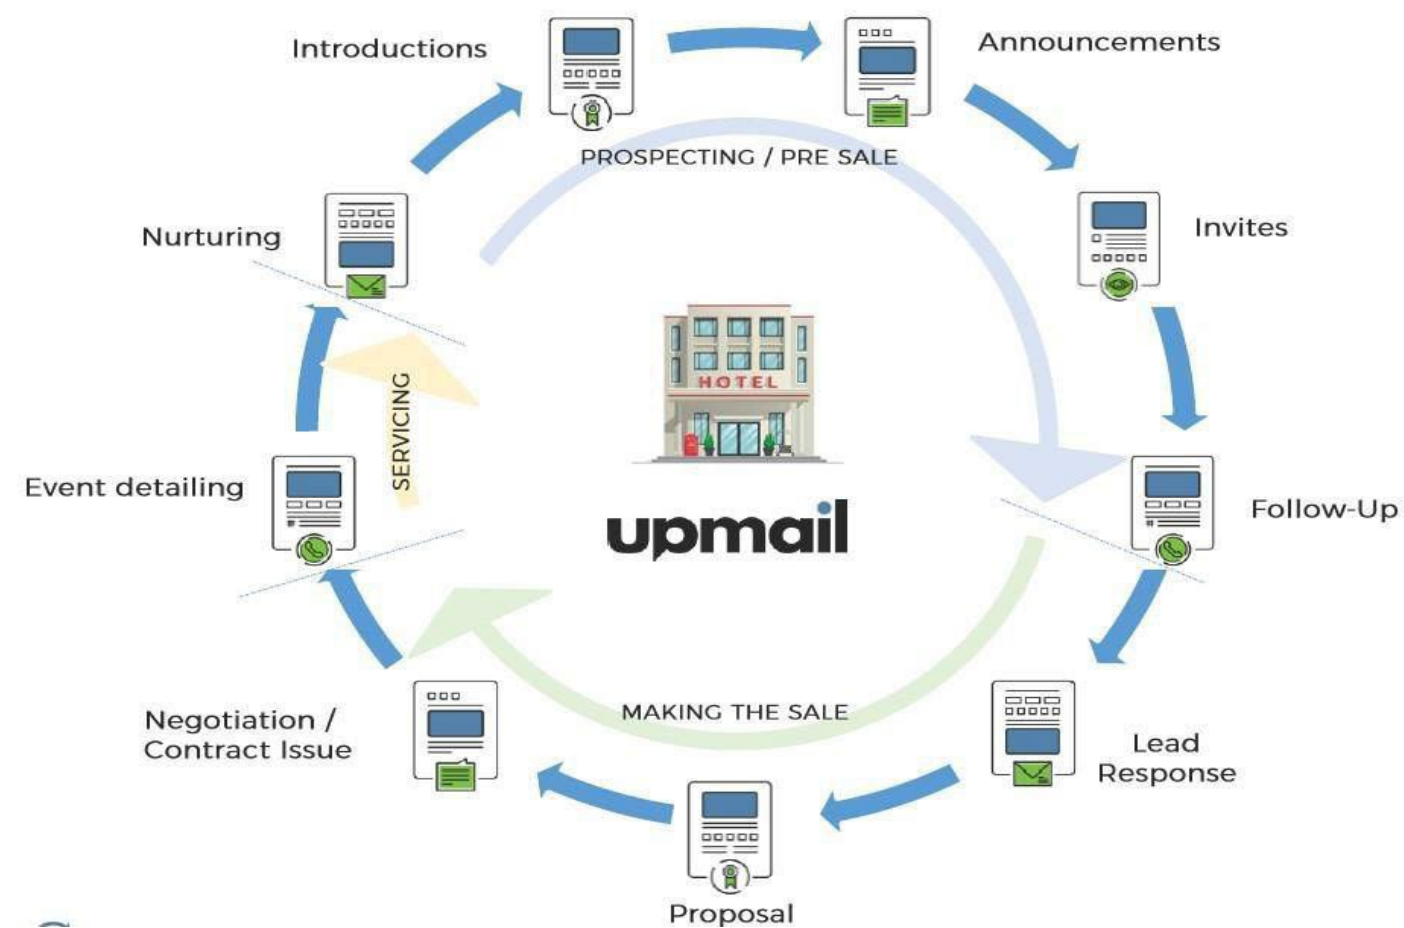 Introductions
Announcements
PROSPECTING / PRE SALE
Nurturing
Invites
HOTEL
SERVICING
Event detailing
Follow-Up
upmail
MAKING THE SALE
Negotiation /
Contract Issue
Lead
Response
Proposal